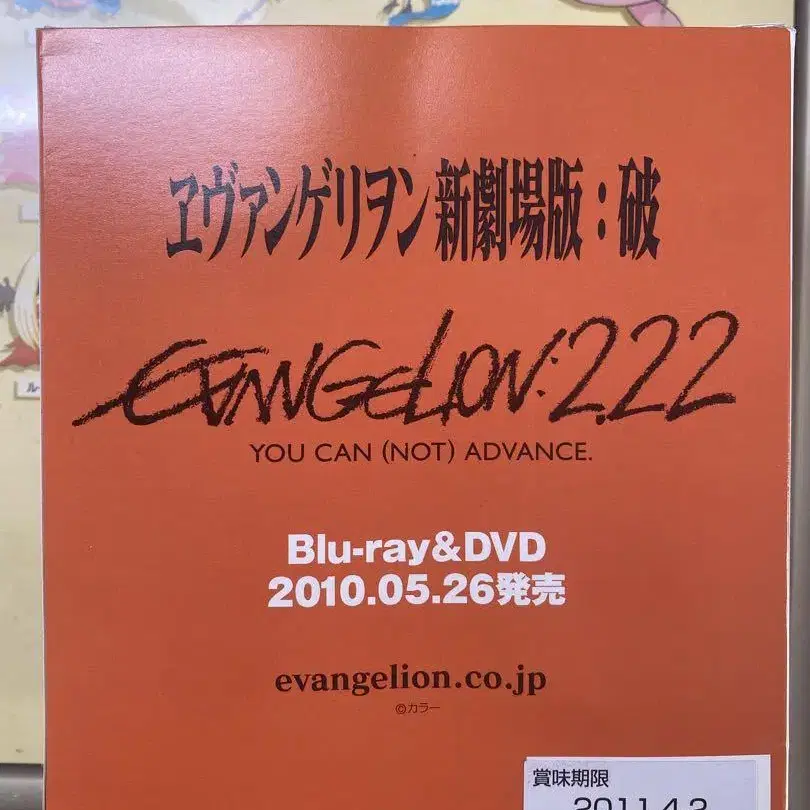 ヱヴァンゲリヲン新劇場版：破
EVANGELION:2.22
YOU CAN (NOT) ADVANCE.
Blu-ray&DVD
2010.05.26発売
evangelion.co.jp
©カラー
賞味期限